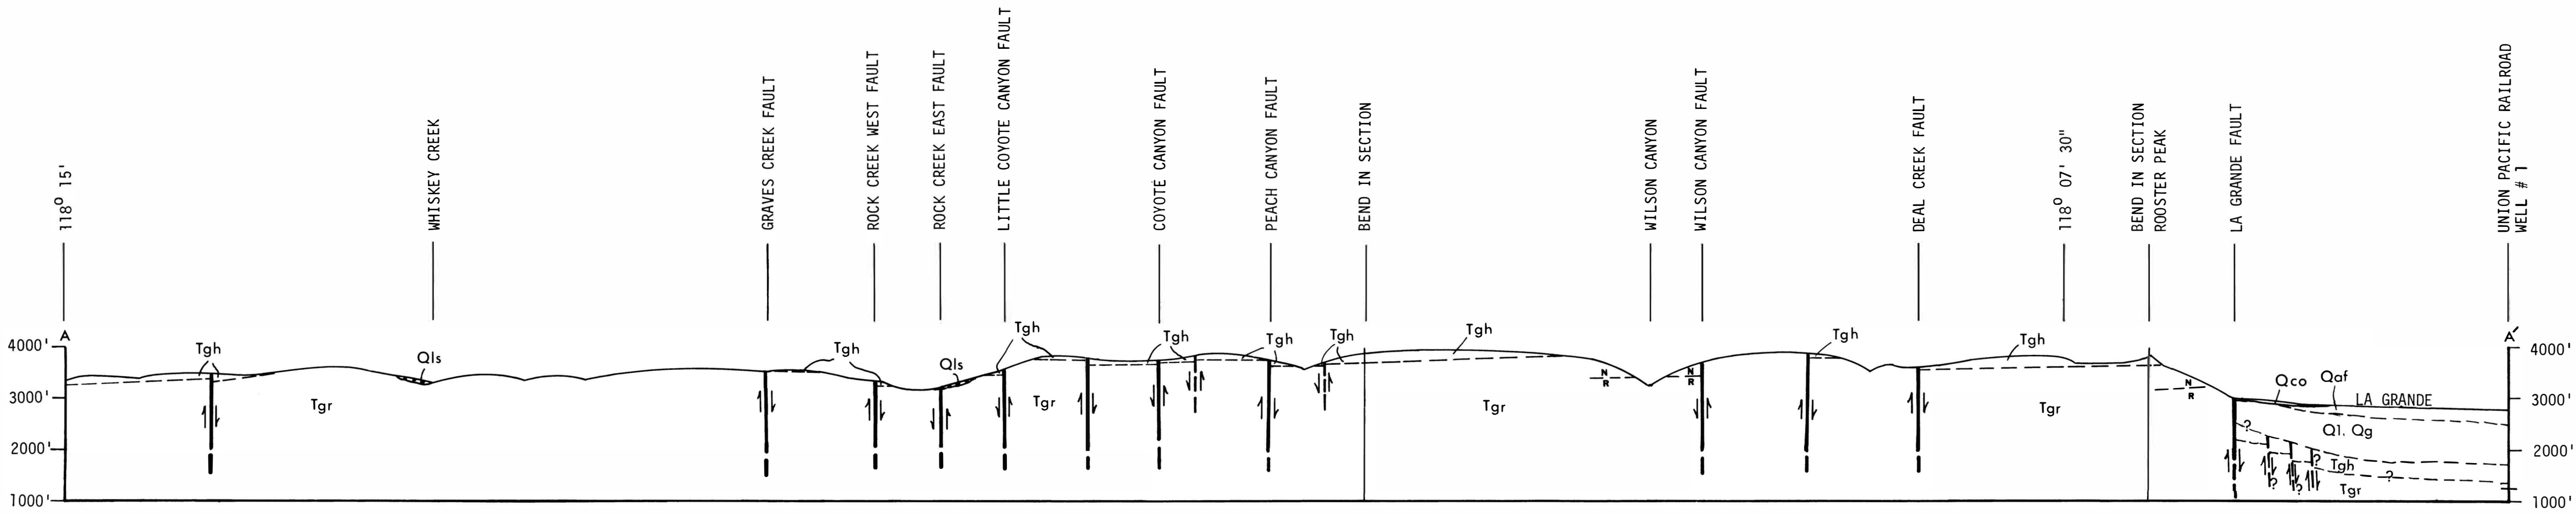 118° 15'
WHISKEY CREEK
GRAVES CREEK FAULT
ROCK CREEK WEST FAULT
ROCK CREEK EAST FAULT
LITTLE COYOTE CANYON FAULT
COYOTE CANYON FAULT
PEACH CANYON FAULT
BEND IN SECTION
WILSON CANYON
WILSON CANYON FAULT
DEAL CREEK FAULT
118° 07' 30"
BEND IN SECTION
ROOSTER PEAK
LA GRANDE FAULT
UNION PACIFIC RAILROAD
WELL # 1
A
A'
4000'
3000'
2000'
1000'
Tgh
Tgr
Qls
Tgh
Qls
Tgh
Tgr
Tgh
Tgh
Tgh
Tgh
Tgr
N
R
N
R
Tgh
Tgh
Tgr
N
R
Qco
Qaf
LA GRANDE
Ql, Qg
?
?
Tgh
?
?
?
Tgr
4000'
3000'
2000'
1000'